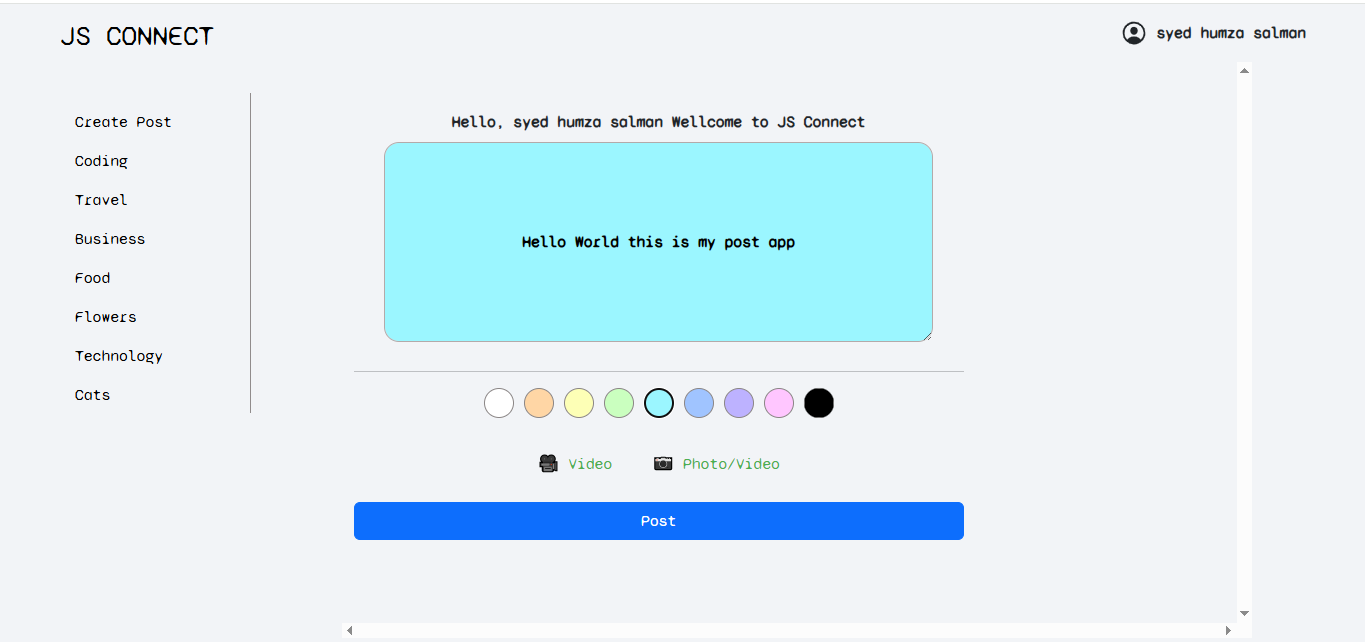 JS CONNECT
syed humza salman
Create Post
Coding
Travel
Business
Food
Flowers
Technology
Cats
Hello, syed humza salman Wellcome to JS Connect
Hello World this is my post app
Video
Photo/Video
Post